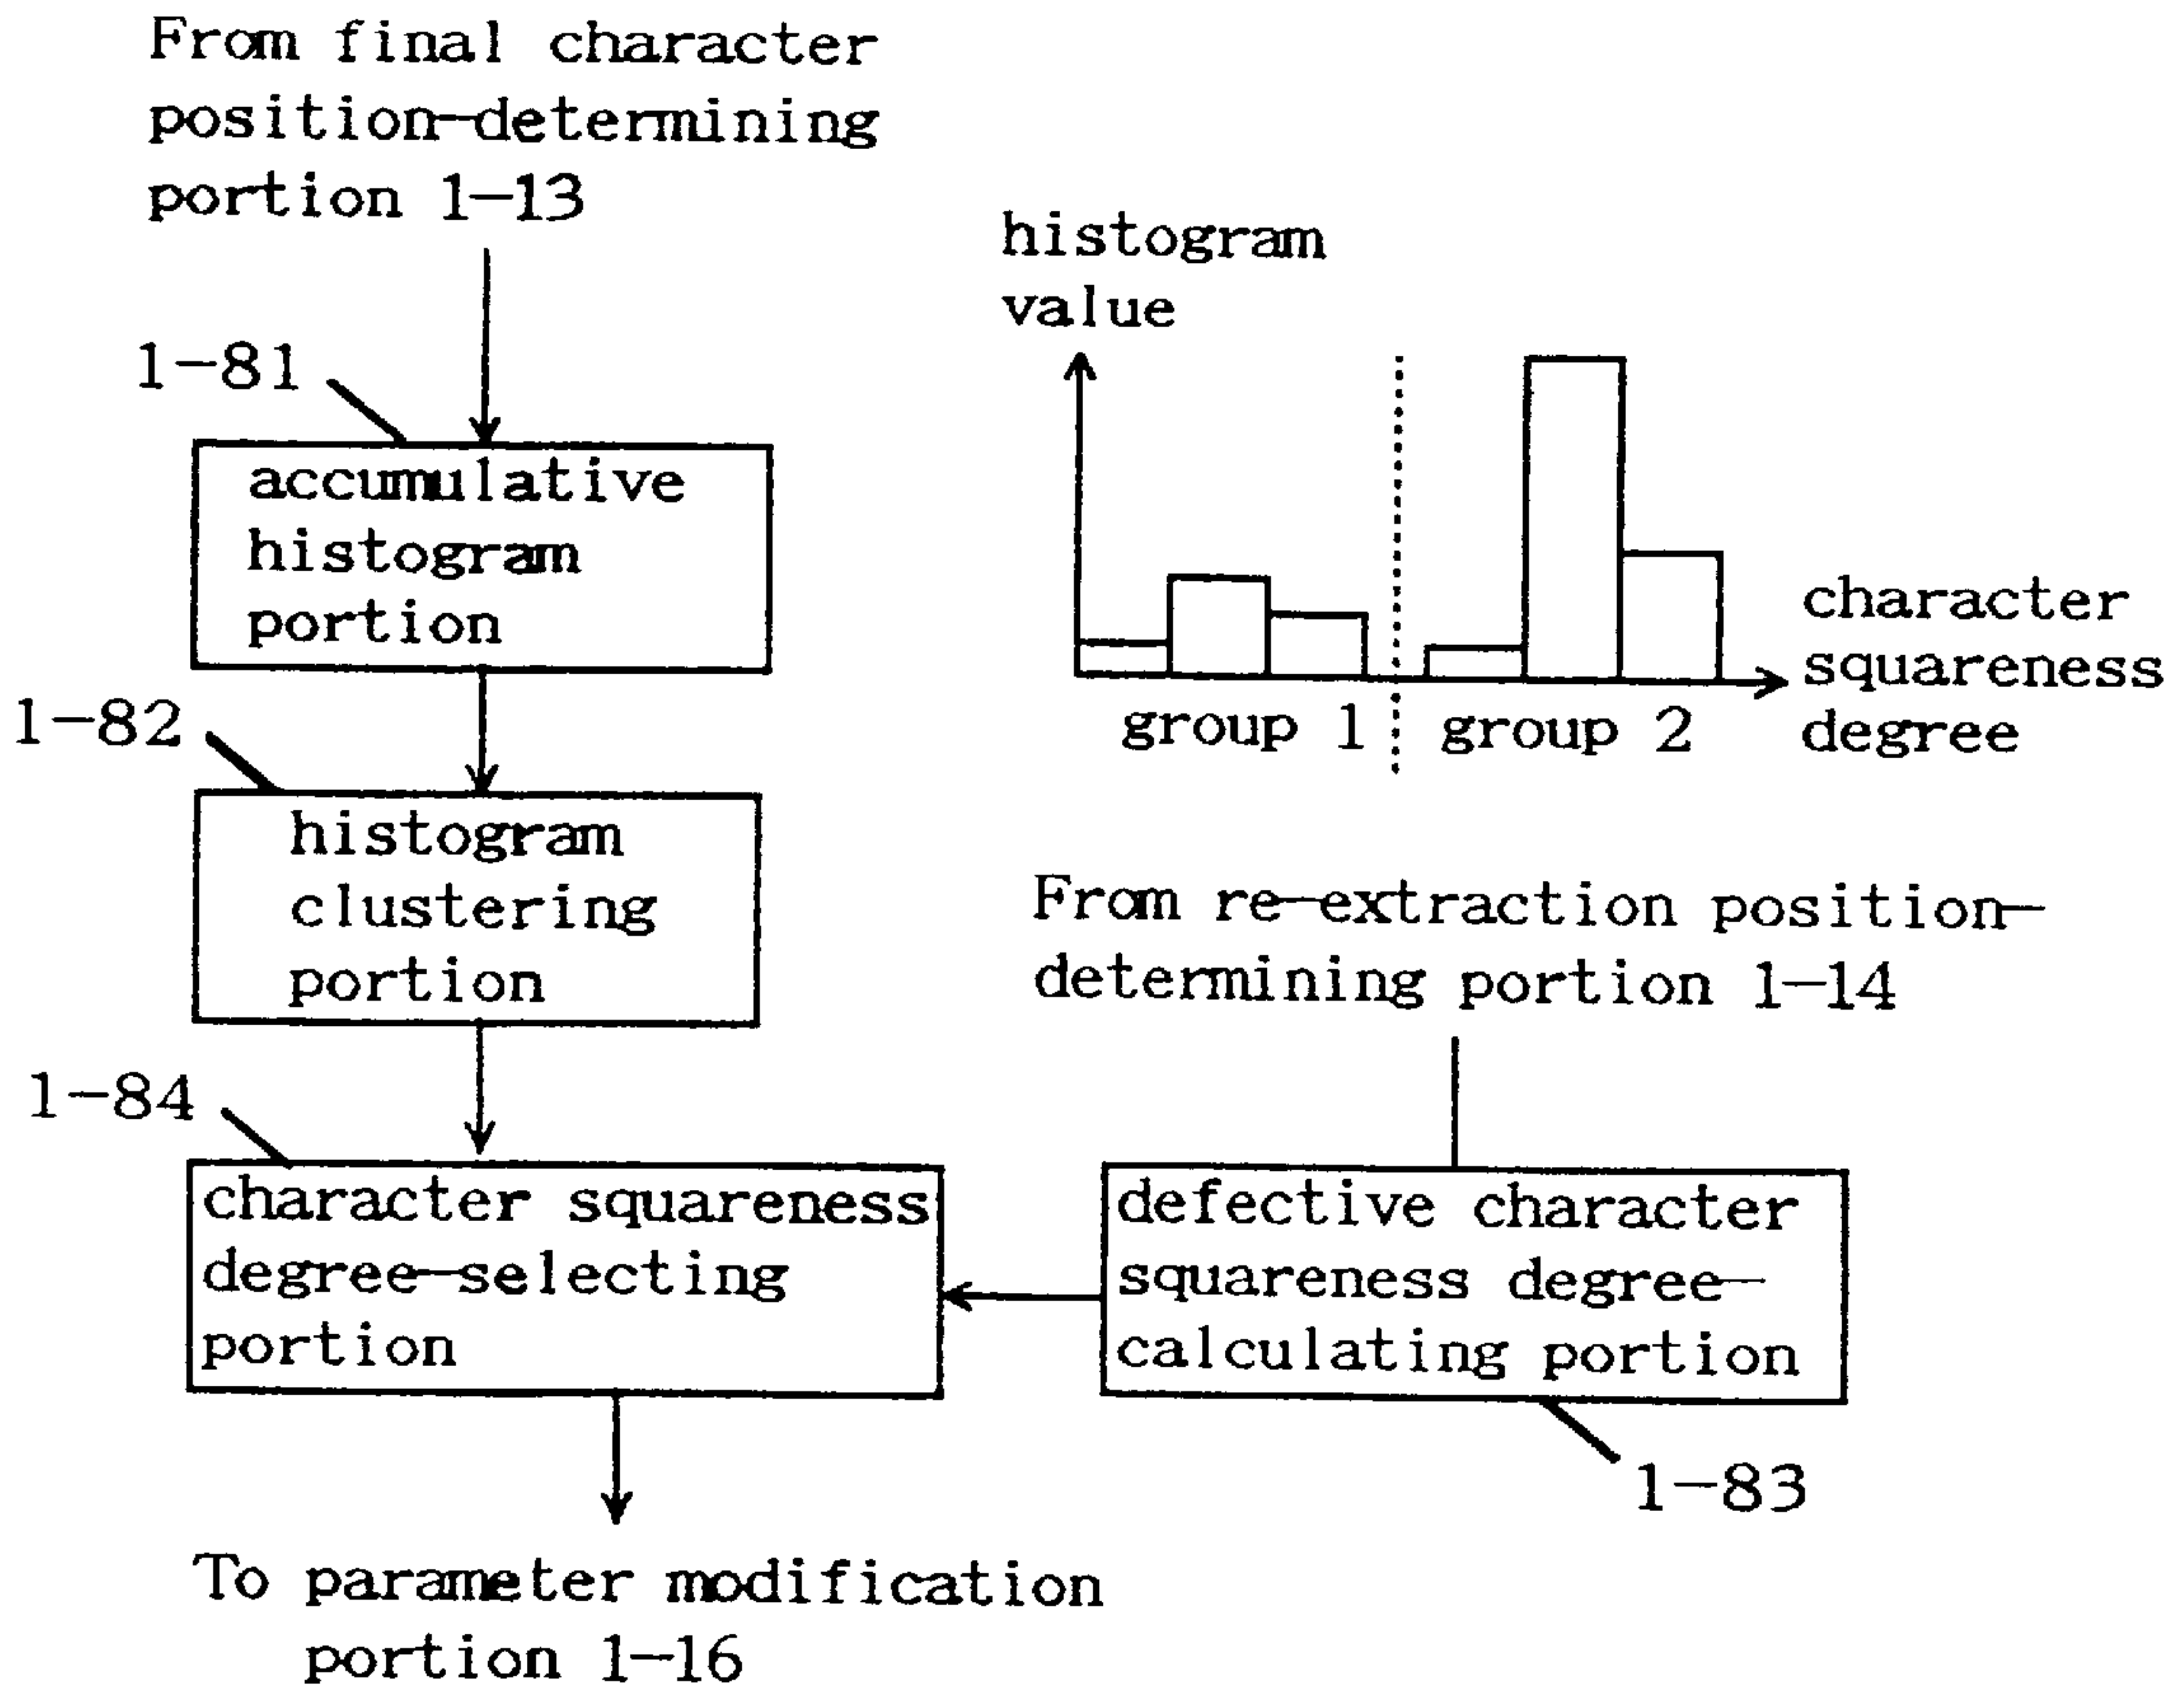 From final character
position-determining
portion 1-13
1-81
accumulative
histogram
portion
1-82
histogram
clustering
portion
1-84
character squareness
degree-selecting
portion
To parameter modification
portion 1-16
histogram
value
group 1
group 2
character
squareness
degree
From re-extraction position-
determining portion 1-14
defective character
squareness degree-
calculating portion
1-83